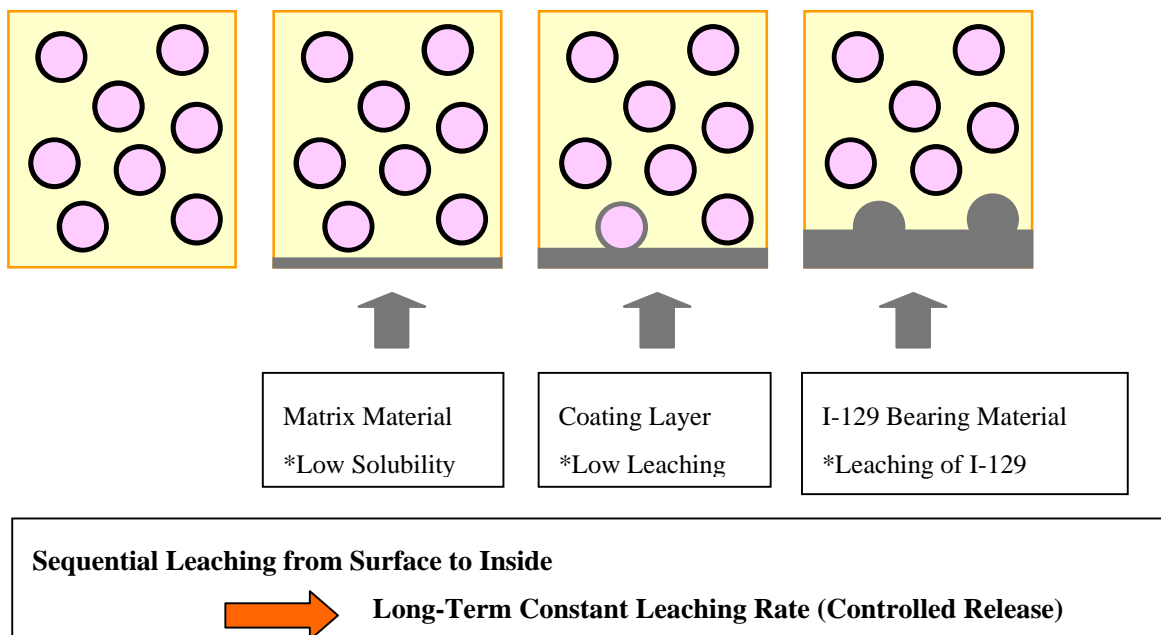 Matrix Material
*Low Solubility
Coating Layer
*Low Leaching
I-129 Bearing Material
*Leaching of I-129
Sequential Leaching from Surface to Inside
Long-Term Constant Leaching Rate (Controlled Release)